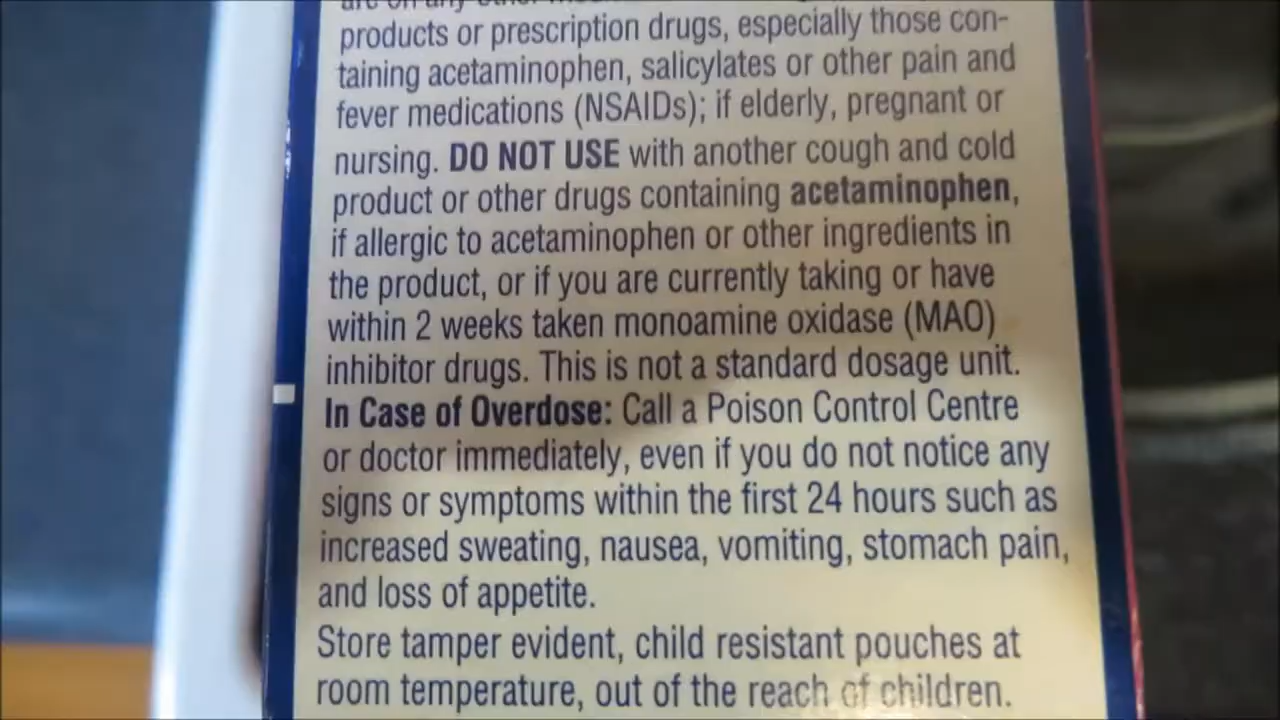 are on any other
products or prescription drugs, especially those con-
taining acetaminophen, salicylates or other pain and
fever medications (NSAIDs); if elderly, pregnant or
nursing. DO NOT USE with another cough and cold
product or other drugs containing acetaminophen,
if allergic to acetaminophen or other ingredients in
the product, or if you are currently taking or have
within 2 weeks taken monoamine oxidase (MAO)
inhibitor drugs. This is not a standard dosage unit.
In Case of Overdose: Call a Poison Control Centre
or doctor immediately, even if you do not notice any
signs or symptoms within the first 24 hours such as
increased sweating, nausea, vomiting, stomach pain,
and loss of appetite.
Store tamper evident, child resistant pouches at
room temperature, out of the reach of children.